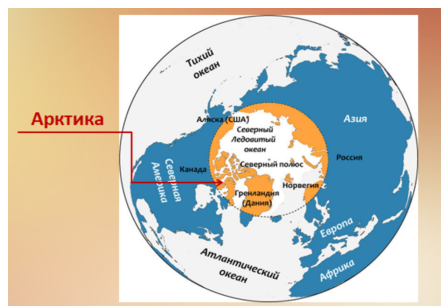 Тихий
океан
Арктика
Аляска (США)
Азия
Северный
Ледовитый
океан
Северный полюс
Россия
Канада
Северная
Америка
Гренландия
(Дания)
Норвегия
Европа
Атлантический
океан
Африка